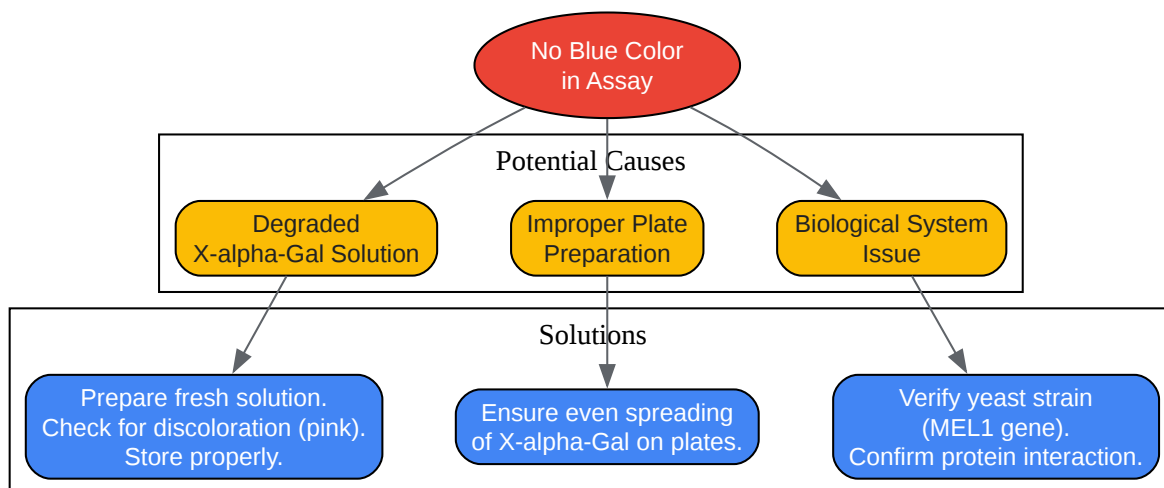 No Blue Color
in Assay
Potential Causes
Degraded
X-alpha-Gal Solution
Improper Plate
Preparation
Biological System
Issue
Solutions
Prepare fresh solution.
Check for discoloration (pink).
Store properly.
Ensure even spreading
of X-alpha-Gal on plates.
Verify yeast strain
(MEL1 gene).
Confirm protein interaction.